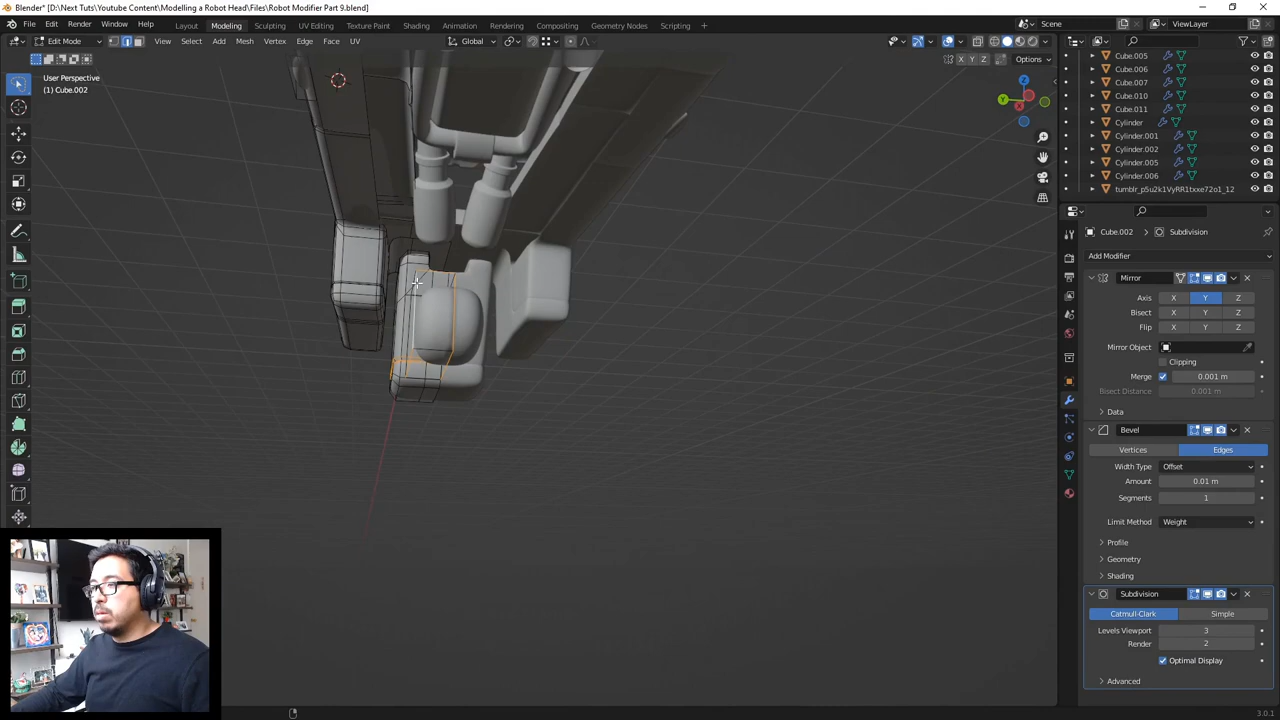 Blender* [D:\Next Tuts\Youtube Content\Modelling a Robot Head\Files\Robot Modifier Part 9.blend]
File Edit Render Window Help Layout Modeling Sculpting UV Editing Texture Paint Shading Animation Rendering Compositing Geometry Nodes Scripting + Scene ViewLayer
Edit Mode View Select Add Mesh Vertex Edge Face UV Global
X Y Z Options
User Perspective
(1) Cube.002
Z
Y
X
Cube.005
Cube.006
Cube.007
Cube.010
Cube.011
Cylinder
Cylinder.001
Cylinder.002
Cylinder.005
Cylinder.006
tumblr_p5u2k1VyRR1txxe72o1_12
Cube.002 > Subdivision
Add Modifier
Mirror
Axis X Y Z
Bisect X Y Z
Flip X Y Z
Mirror Object
Clipping
Merge 0.001 m
Bisect Distance 0.001 m
Data
Bevel
Vertices Edges
Width Type Offset
Amount 0.01 m
Segments 1
Limit Method Weight
Profile
Geometry
Shading
Subdivision
Catmull-Clark Simple
Levels Viewport 3
Render 2
Optimal Display
Advanced
3.0.1